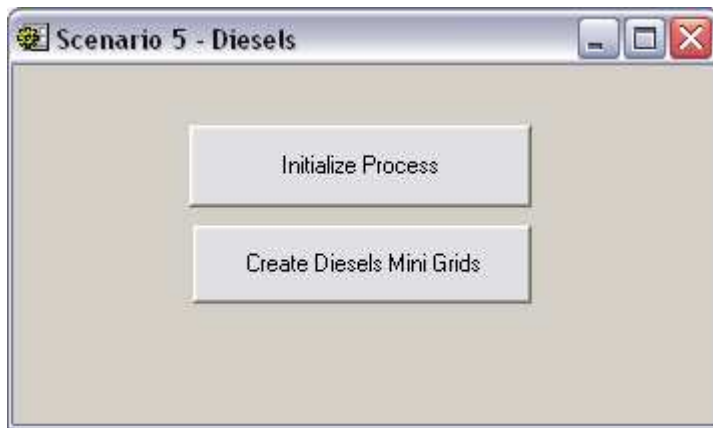 Scenario 5 - Diesels
Initialize Process
Create Diesels Mini Grids